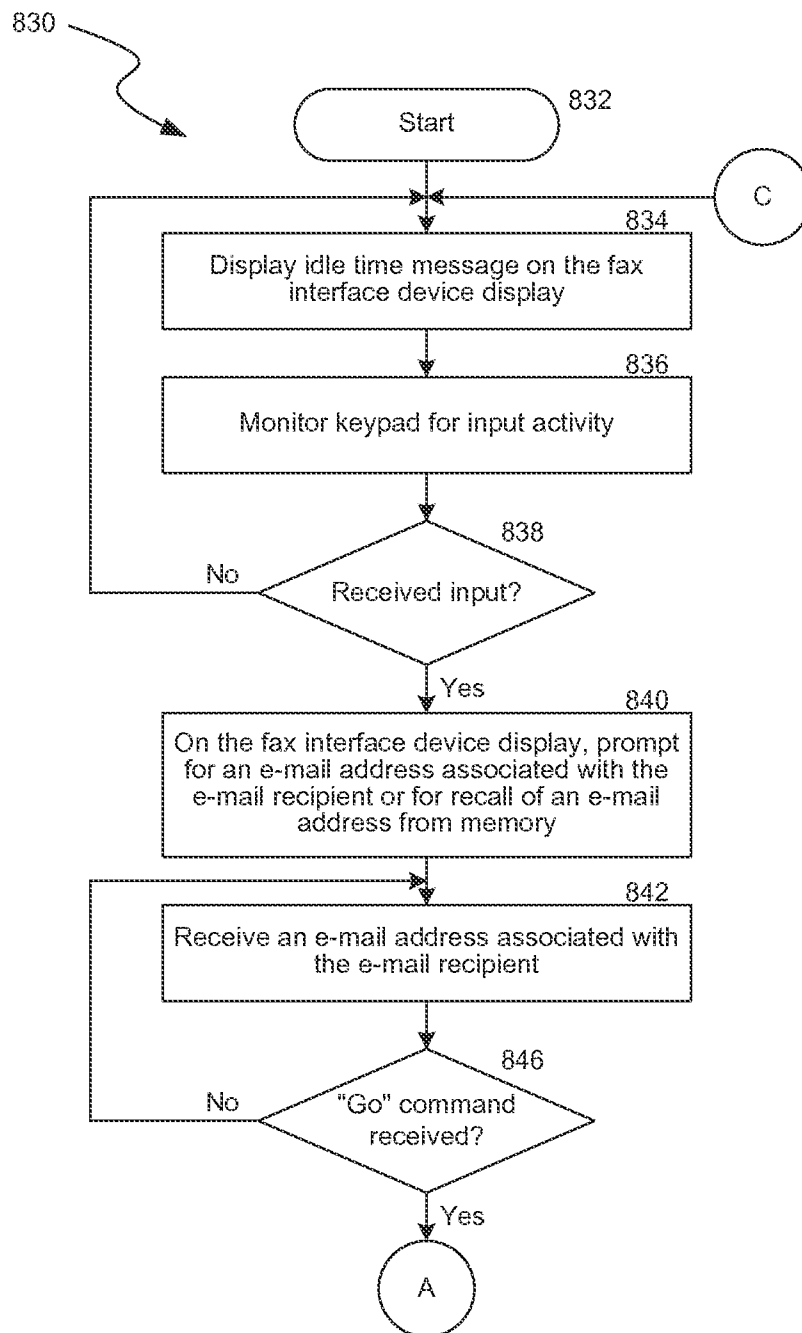 830
832
Start
C
834
Display idle time message on the fax
interface device display
836
Monitor keypad for input activity
838
No
Received input?
Yes
840
On the fax interface device display, prompt
for an e-mail address associated with the
e-mail recipient or for recall of an e-mail
address from memory
842
Receive an e-mail address associated with
the e-mail recipient
846
No
"Go" command
received?
Yes
A